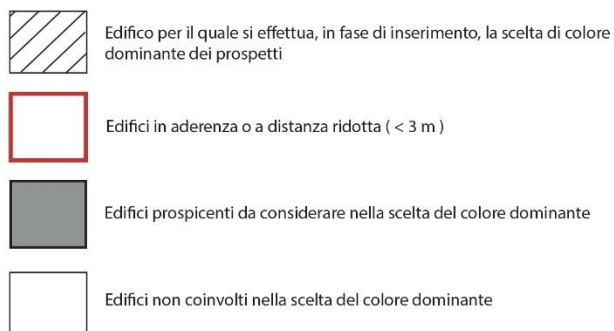 Edifico per il quale si effettua, in fase di inserimento, la scelta di colore
dominante dei prospetti
Edifici in aderenza o a distanza ridotta ( < 3 m )
Edifici prospicenti da considerare nella scelta del colore dominante
Edifici non coinvolti nella scelta del colore dominante